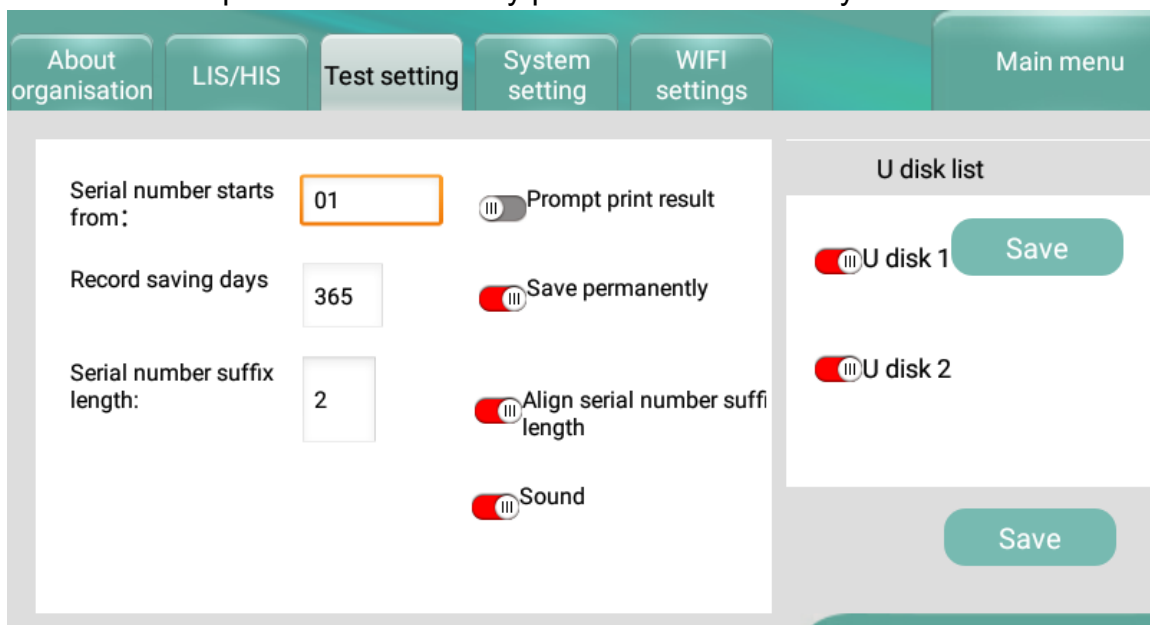 About
organisation
LIS/HIS
Test setting
System
setting
WIFI
settings
Main menu
Serial number starts
from：
01
Prompt print result
Record saving days
365
Save permanently
Serial number suffix
length:
2
Align serial number suffi
length
Sound
U disk list
U disk 1
Save
U disk 2
Save